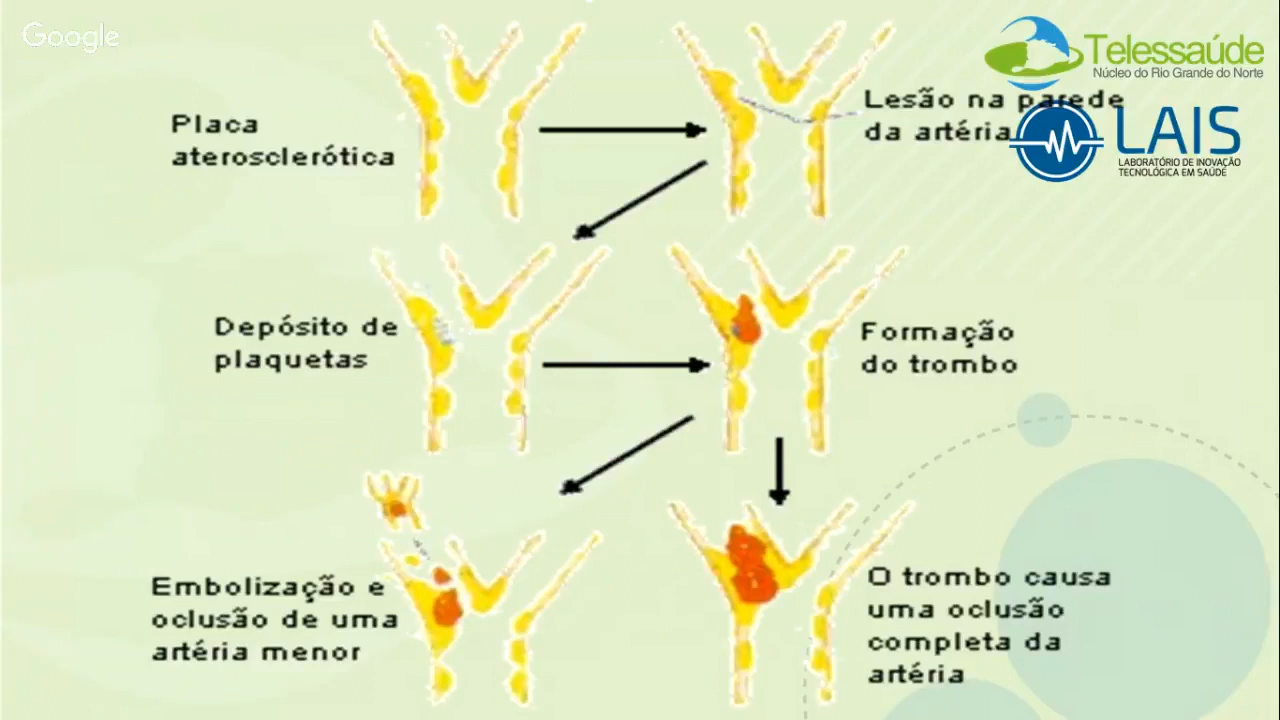 Google
Telessaúde
Núcleo do Rio Grande do Norte
LAIS
LABORATÓRIO DE INOVAÇÃO
TECNOLÓGICA EM SAÚDE
Placa
aterosclerótica
Lesão na parede
da artéria
Depósito de
plaquetas
Formação
do trombo
Embolização e
oclusão de uma
artéria menor
O trombo causa
uma oclusão
completa da
artéria